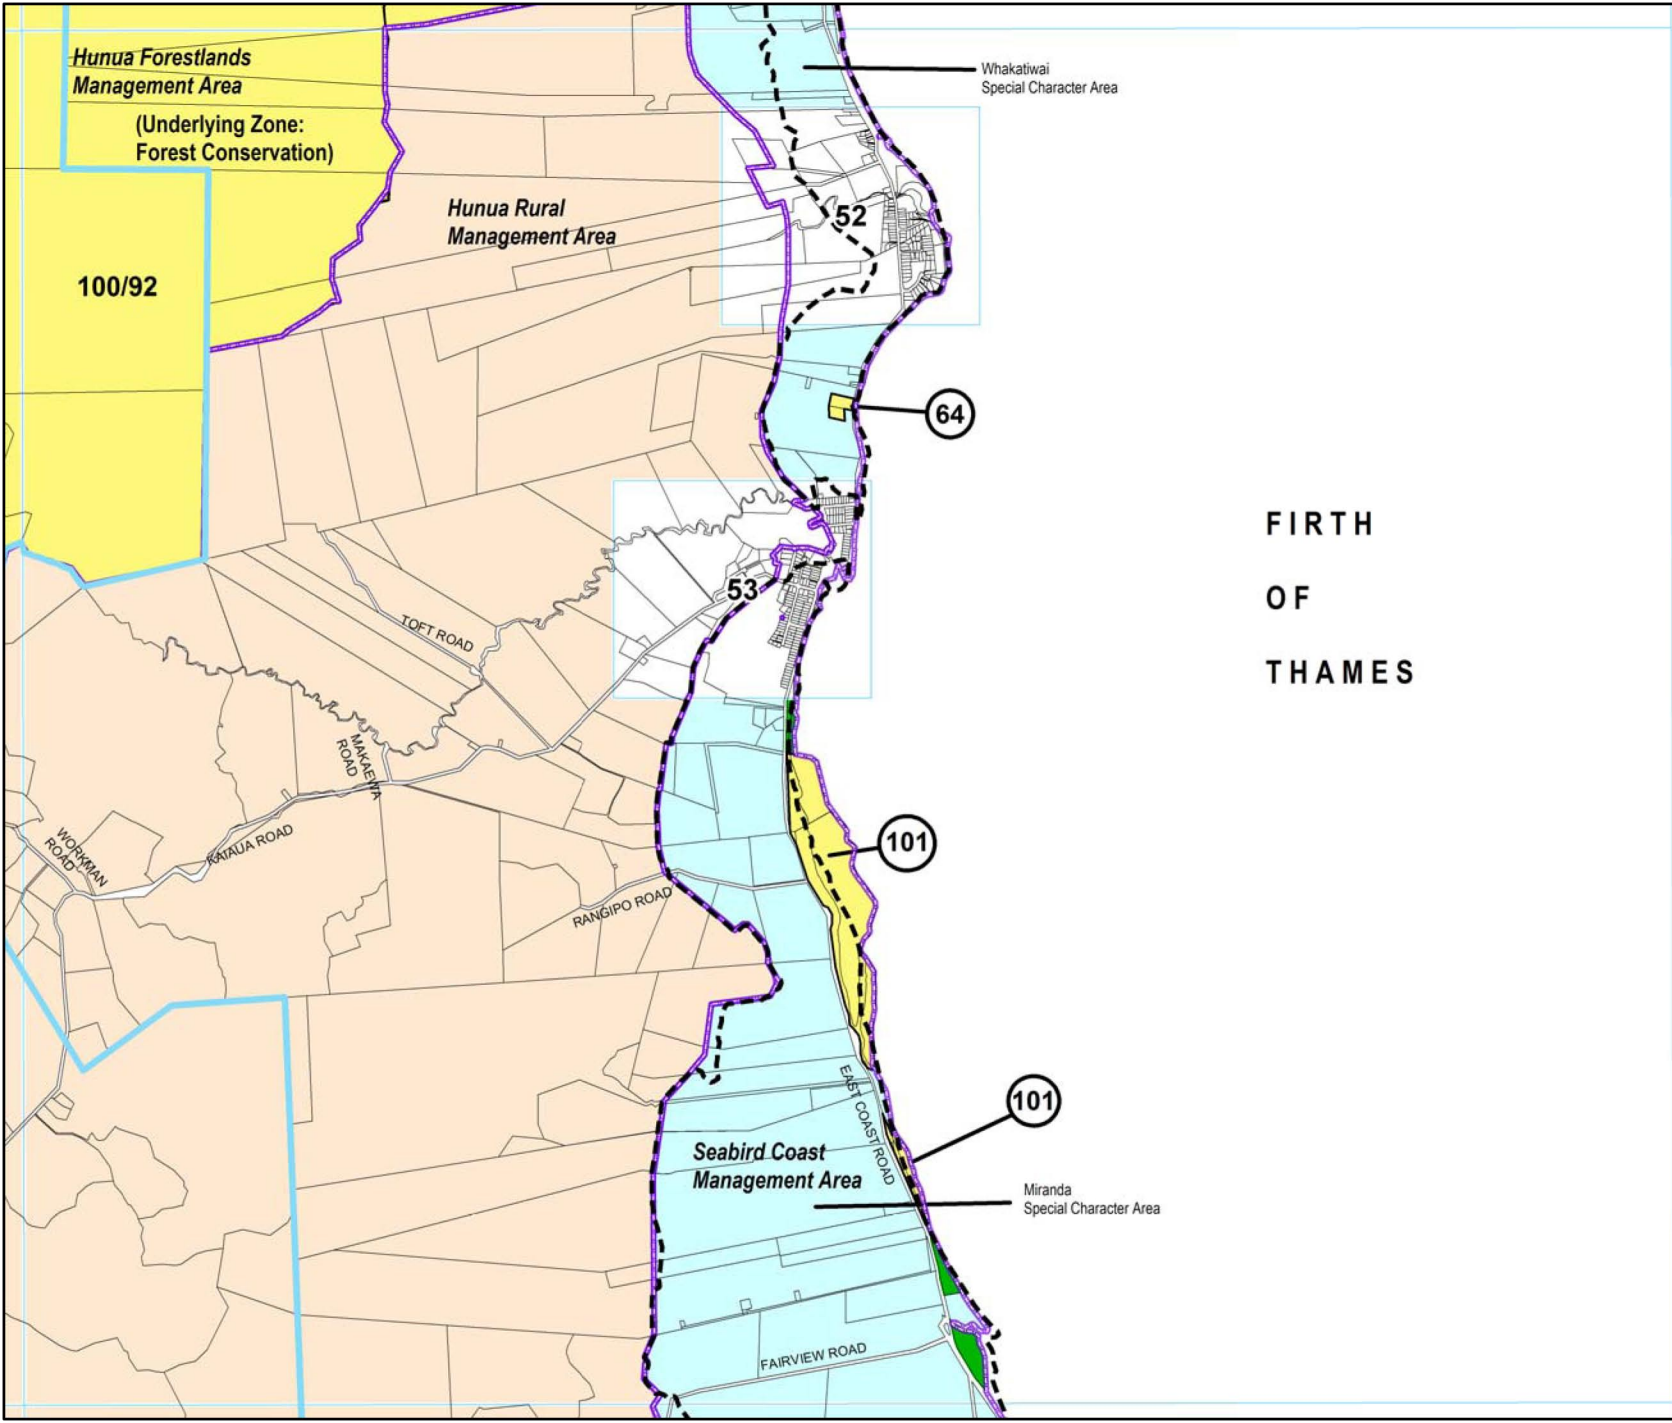 Hunua Forestlands
Management Area
(Underlying Zone:
Forest Conservation)
Whakatiwai
Special Character Area
Hunua Rural
Management Area
52
100/92
64
FIRTH
OF
THAMES
53
TOFT ROAD
MAKAEWA
ROAD
WORKMAN
ROAD
KAIAUA ROAD
101
RANGIPO ROAD
EAST COAST ROAD
101
Seabird Coast
Management Area
Miranda
Special Character Area
FAIRVIEW ROAD